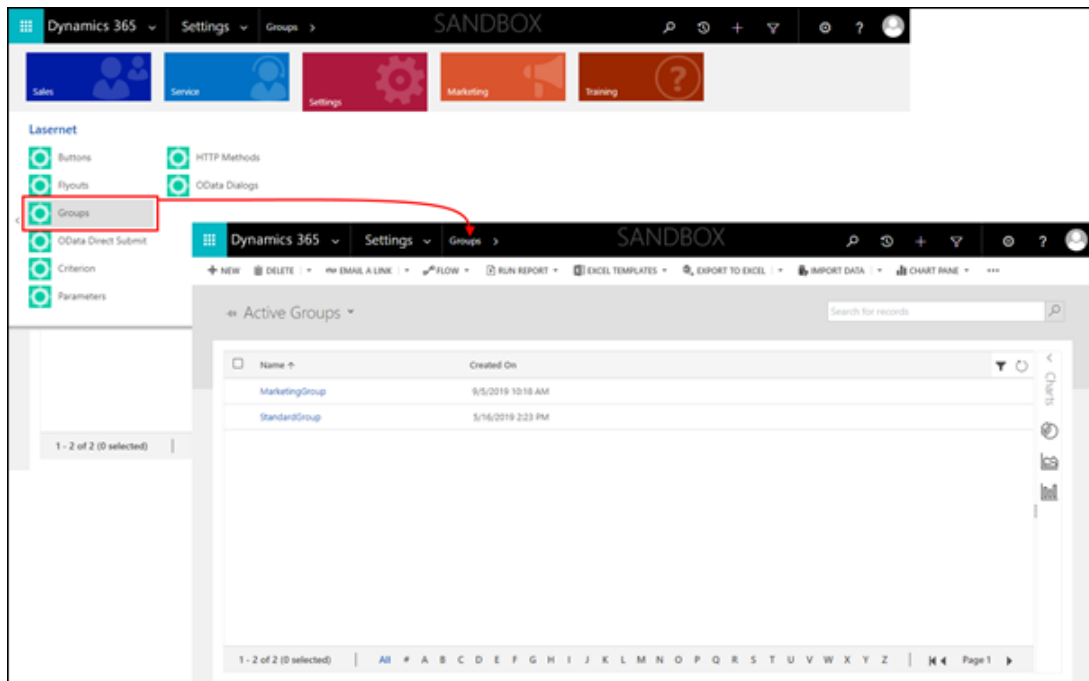 Dynamics 365 Settings Groups > SANDBOX ?
Sales Service Settings Marketing Training
Lasernet
Buttons HTTP Methods
Flyouts OData Dialogs
Groups
OData Direct Submit
Criterion
Parameters
1 - 2 of 2 (0 selected)
Dynamics 365 Settings Groups > SANDBOX ?
NEW DELETE EMAIL A LINK FLOW RUN REPORT EXCEL TEMPLATES EXPORT TO EXCEL IMPORT DATA CHART PANE ...
Active Groups Search for records
Name ↑ Created On
MarketingGroup 9/5/2019 10:18 AM
StandardGroup 5/16/2019 2:23 PM
Charts
1 - 2 of 2 (0 selected) All # A B C D E F G H I J K L M N O P Q R S T U V W X Y Z Page 1